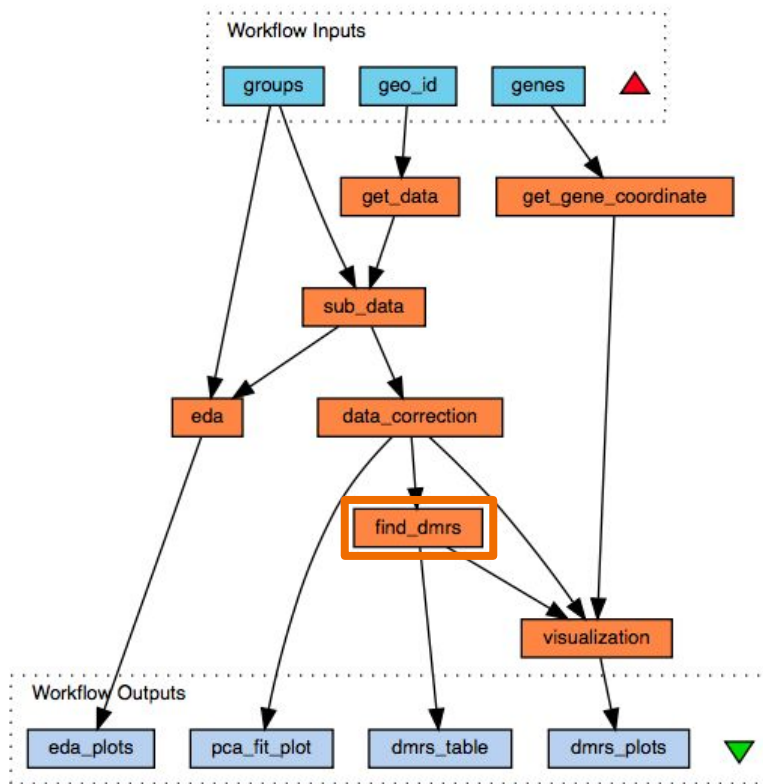 Workflow Inputs
groups
geo_id
genes
get_data
get_gene_coordinate
sub_data
eda
data_correction
find_dmrs
visualization
Workflow Outputs
eda_plots
pca_fit_plot
dmrs_table
dmrs_plots